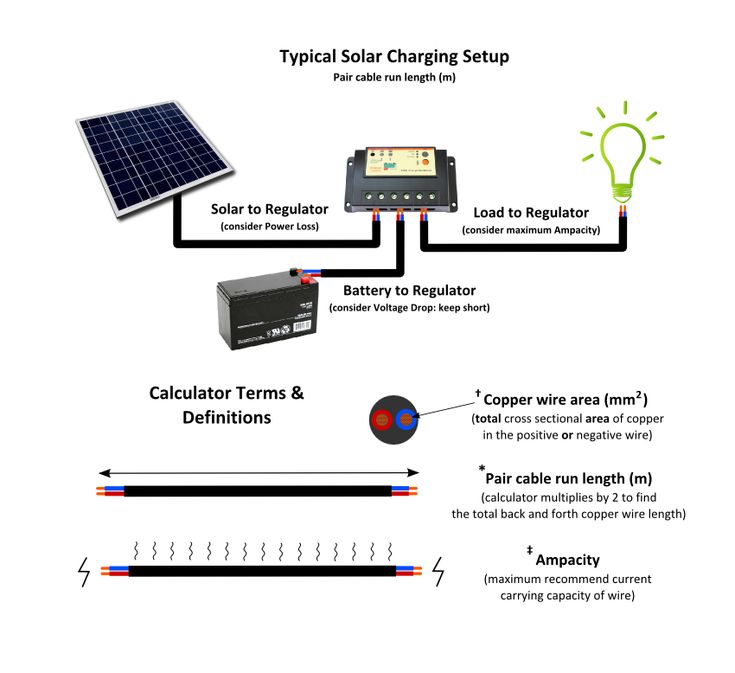 Typical Solar Charging Setup
Pair cable run length (m)
Solar to Regulator
(consider Power Loss)
Load to Regulator
(consider maximum Ampacity)
Battery to Regulator
(consider Voltage Drop: keep short)
Calculator Terms &
Definitions
† Copper wire area (mm²)
(total cross sectional area of copper
in the positive or negative wire)
* Pair cable run length (m)
(calculator multiplies by 2 to find
the total back and forth copper wire length)
‡ Ampacity
(maximum recommend current
carrying capacity of wire)